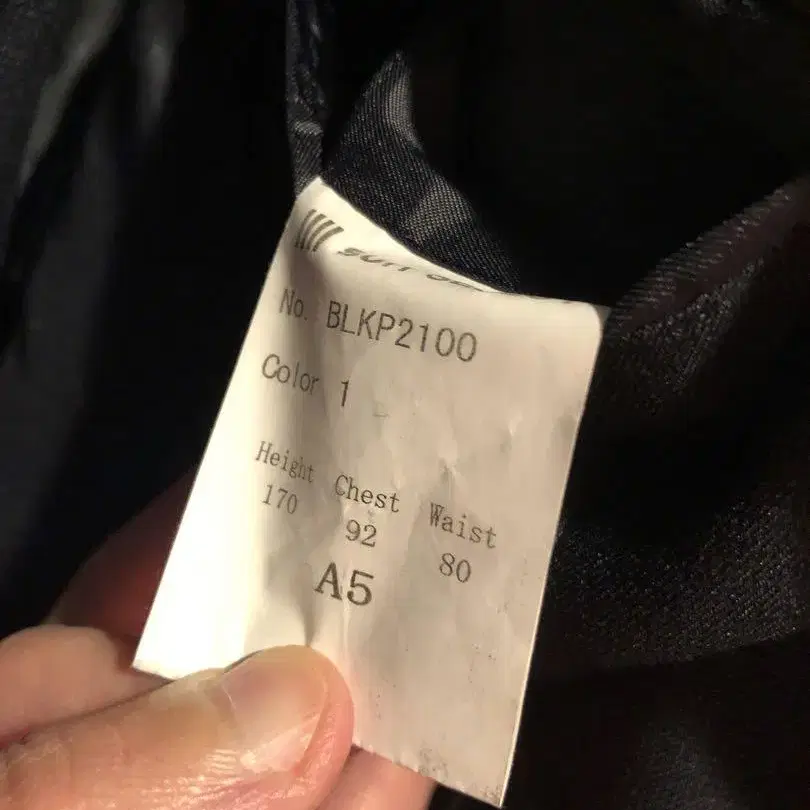 SUIT
No. BLKP2100
Color 1
Height Chest Waist
170 92 80
A5